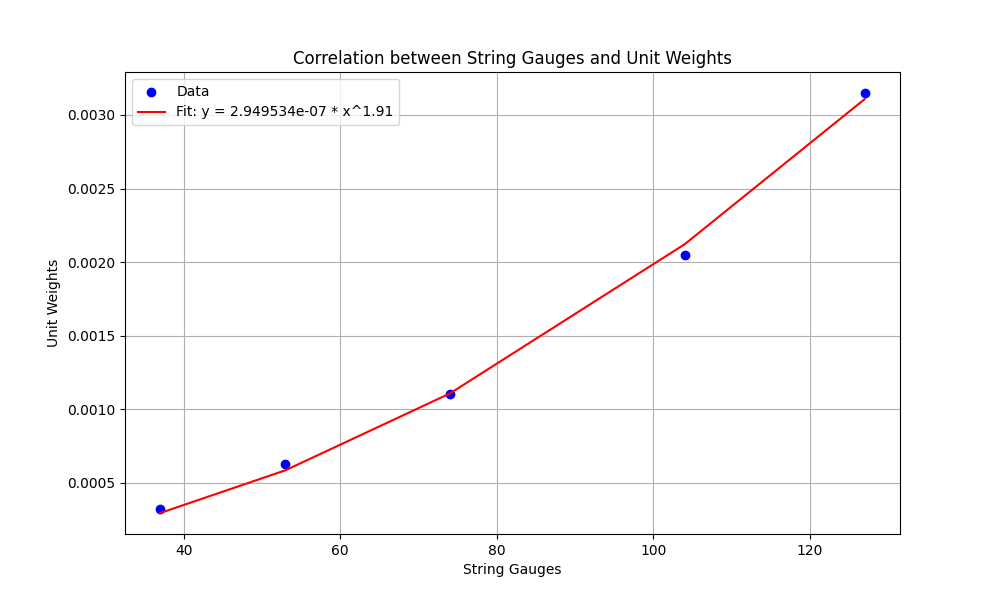 Correlation between String Gauges and Unit Weights
Data
Fit: y = 2.949534e-07 * x^1.91
Unit Weights
0.0030
0.0025
0.0020
0.0015
0.0010
0.0005
40 60 80 100 120
String Gauges